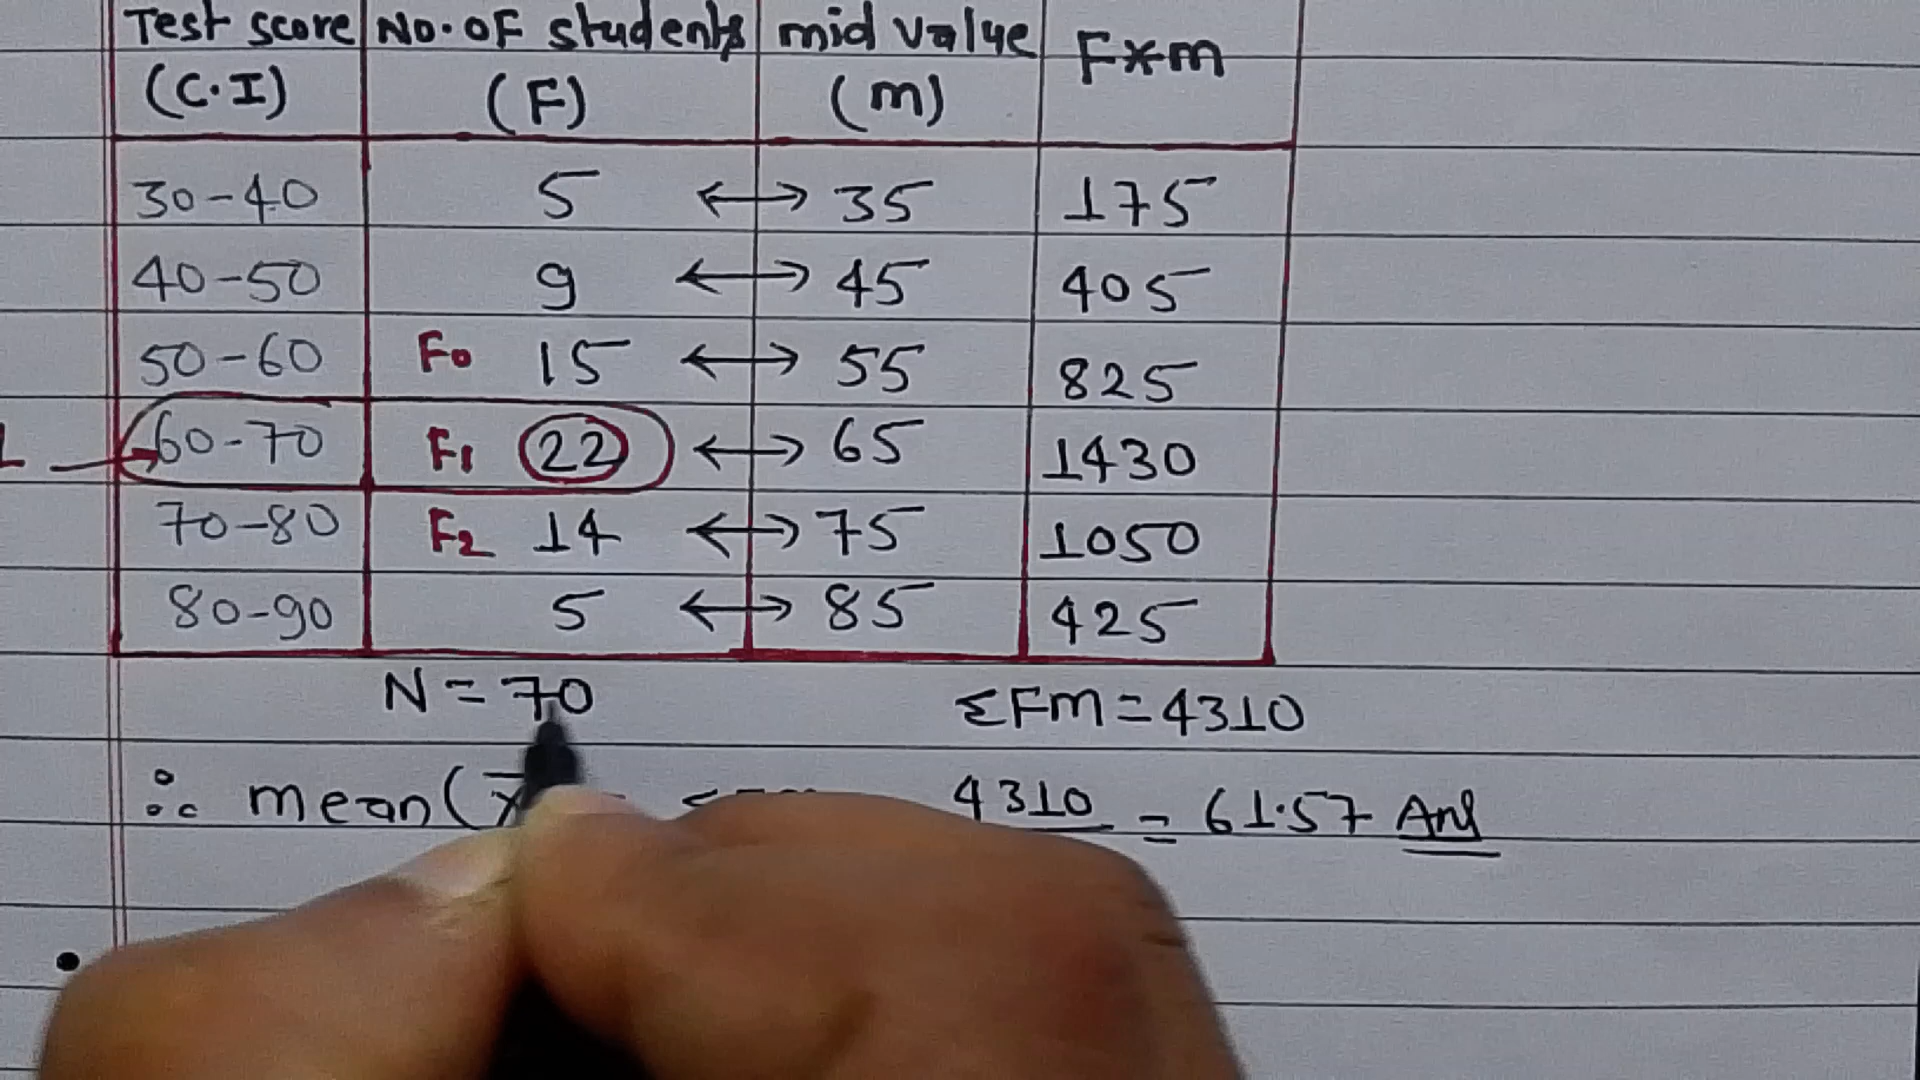 Test score No. of students mid value F*m
(C.I) (F) (m)
30-40 5 ↔ 35 175
40-50 9 ↔ 45 405
50-60 F0 15 ↔ 55 825
L → 60-70 F1 22 ↔ 65 1430
70-80 F2 14 ↔ 75 1050
80-90 5 ↔ 85 425
N = 70 ΣFm = 4310
∴ mean( 4310 = 61.57 Ans